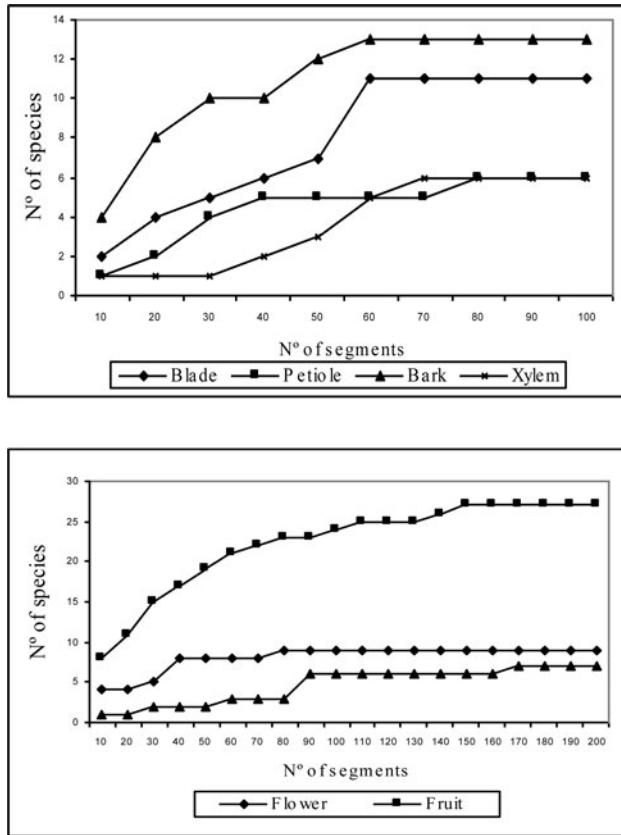 14
12
10
8
6
4
2
0
Nº of species
10 20 30 40 50 60 70 80 90 100
Nº of segments
Blade Petiole Bark Xylem
30
25
20
15
10
5
0
Nº of species
10 20 30 40 50 60 70 80 90 100 110 120 130 140 150 160 170 180 190 200
Nº of segments
Flower Fruit